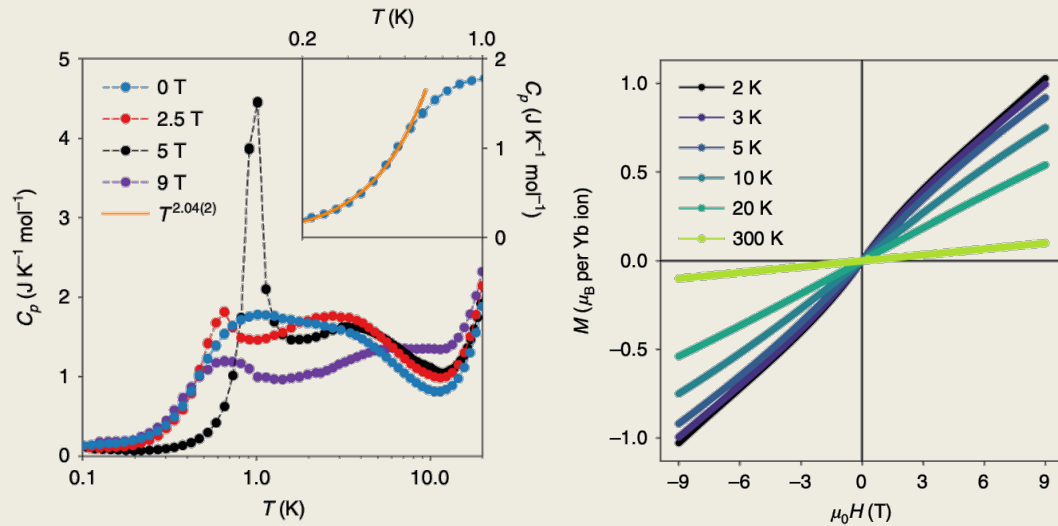 T (K)
0.2
1.0
5
4
3
2
1
0
0 T
2.5 T
5 T
9 T
T^2.04(2)
2
1
0
C_p (J K⁻¹ mol⁻¹)
C_p (J K⁻¹ mol⁻¹)
0.1
1.0
10.0
T (K)
1.0
0.5
0.0
−0.5
−1.0
2 K
3 K
5 K
10 K
20 K
300 K
M (μ_B per Yb ion)
−9
−6
−3
0
3
6
9
μ₀H (T)